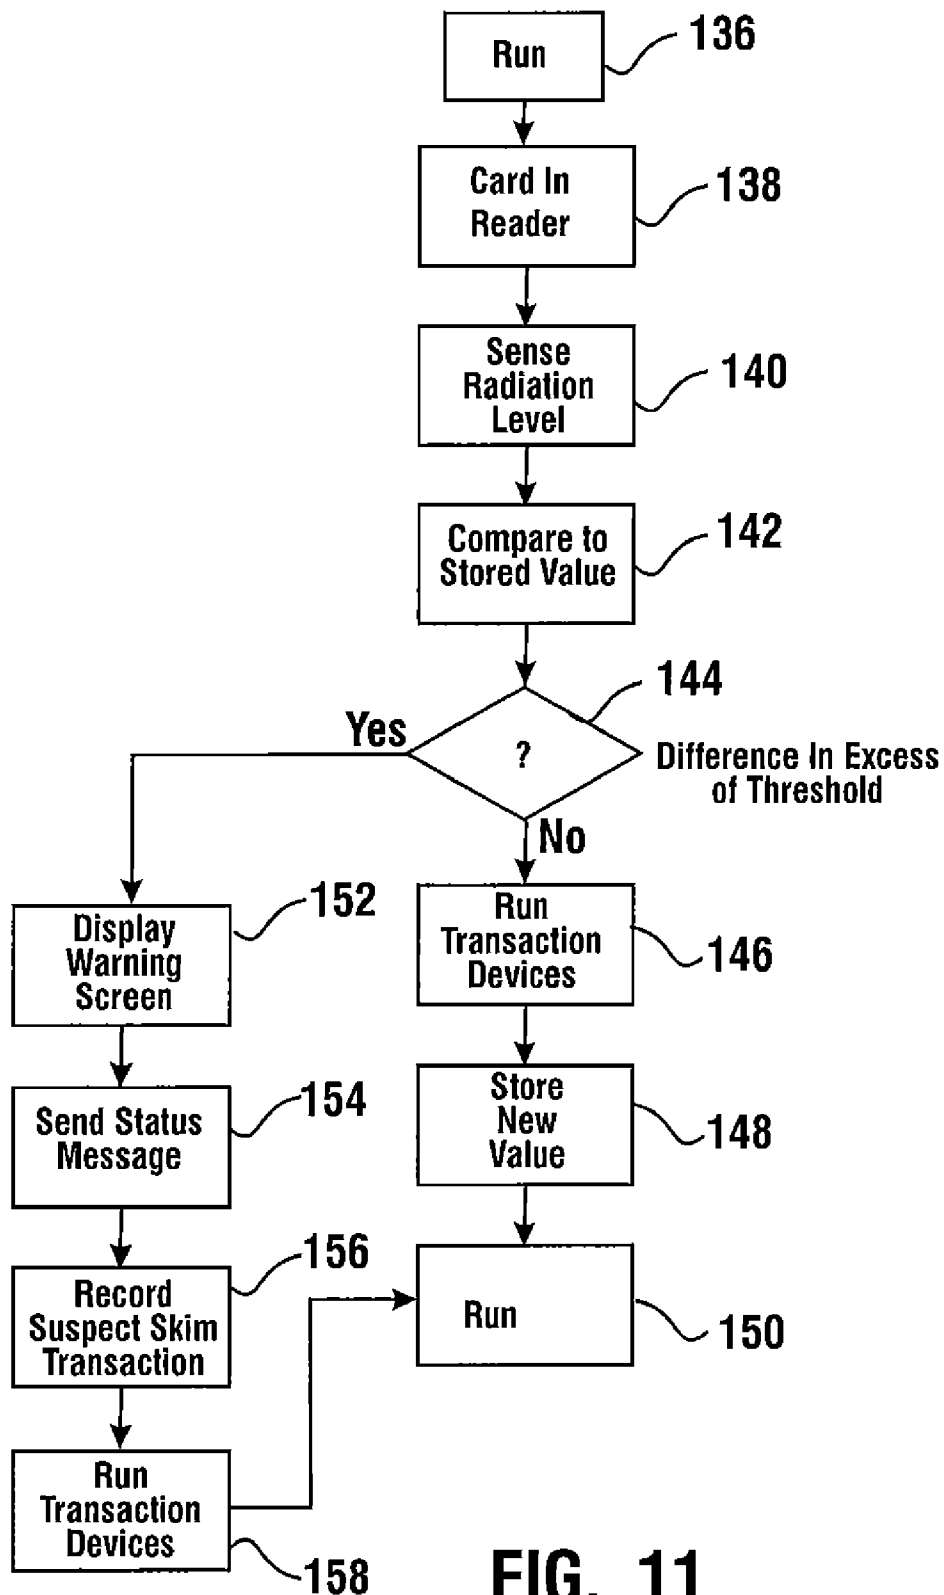 Run
136
Card In
Reader
138
Sense
Radiation
Level
140
Compare to
Stored Value
142
144
Yes
?
Difference In Excess
of Threshold
No
152
Display
Warning
Screen
Run
Transaction
Devices
146
154
Send Status
Message
Store
New
Value
148
156
Record
Suspect Skim
Transaction
Run
150
Run
Transaction
Devices
158
FIG. 11